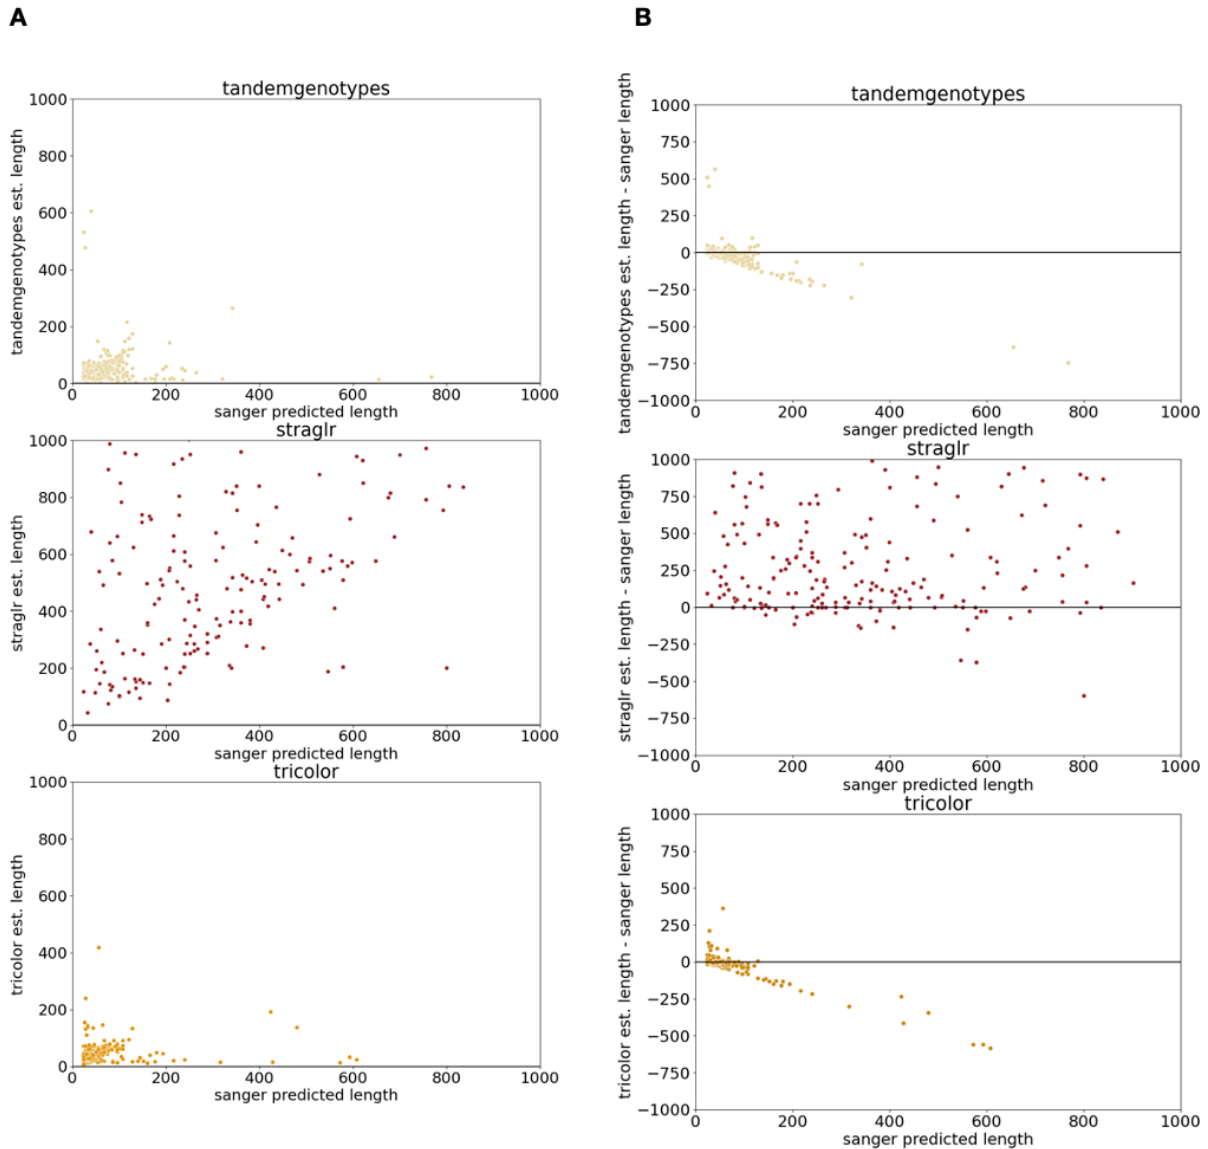 A
B
tandemgenotypes
1000
800
600
400
200
0
tandemgenotypes est. length
0 200 400 600 800 1000
sanger predicted length
straglr
1000
800
600
400
200
0
straglr est. length
0 200 400 600 800 1000
sanger predicted length
tricolor
1000
800
600
400
200
0
tricolor est. length
0 200 400 600 800 1000
sanger predicted length
tandemgenotypes
1000
750
500
250
0
−250
−500
−750
−1000
tandemgenotypes est. length - sanger length
0 200 400 600 800 1000
sanger predicted length
straglr
1000
750
500
250
0
−250
−500
−750
−1000
straglr est. length - sanger length
0 200 400 600 800 1000
sanger predicted length
tricolor
1000
750
500
250
0
−250
−500
−750
−1000
tricolor est. length - sanger length
0 200 400 600 800 1000
sanger predicted length